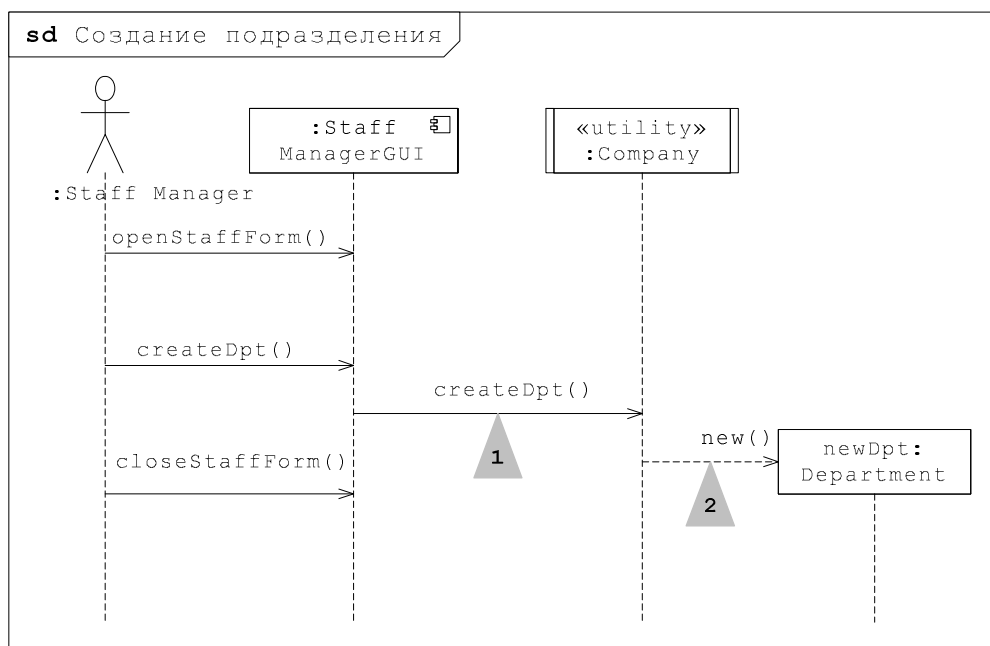 sd Создание подразделения
:Staff
ManagerGUI
«utility»
:Company
:Staff Manager
openStaffForm()
createDpt()
createDpt()
1
new()
newDpt:
Department
closeStaffForm()
2